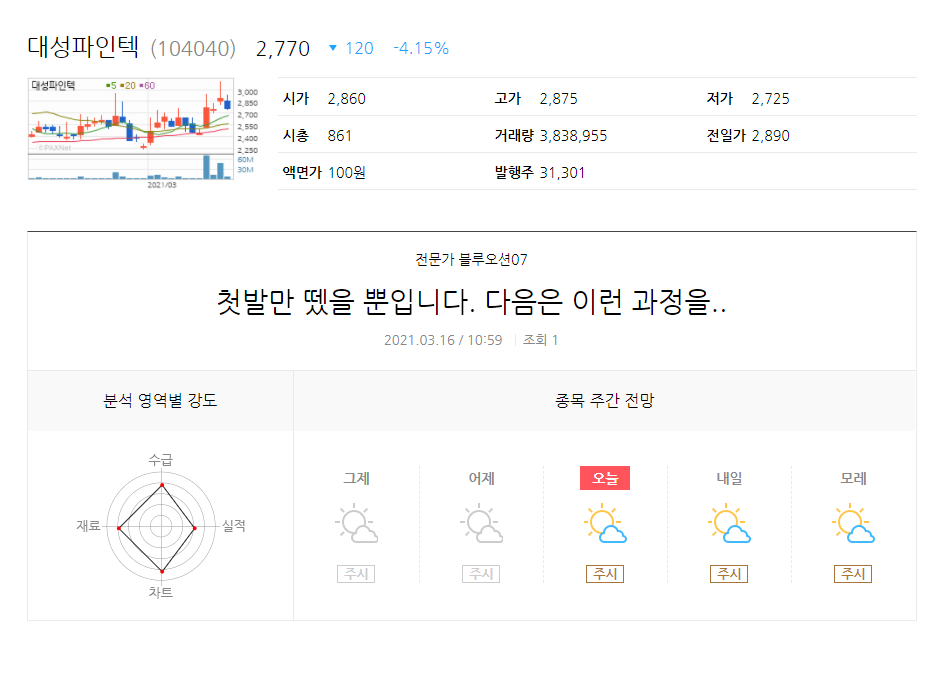 대성파인텍 (104040) 2,770 ▼ 120 -4.15%
대성파인텍 ■5 ■20 ■60
3,000
2,850
2,700
2,550
2,400
2,250
60M
30M
©PAXNet
2021/03
시가 2,860 고가 2,875 저가 2,725
시총 861 거래량 3,838,955 전일가 2,890
액면가 100원 발행주 31,301
전문가 블루오션07
첫발만 뗐을 뿐입니다. 다음은 이런 과정을..
2021.03.16 / 10:59 조회 1
분석 영역별 강도 종목 주간 전망
수급
재료 실적
차트
그제 어제 오늘 내일 모레
주시 주시 주시 주시 주시